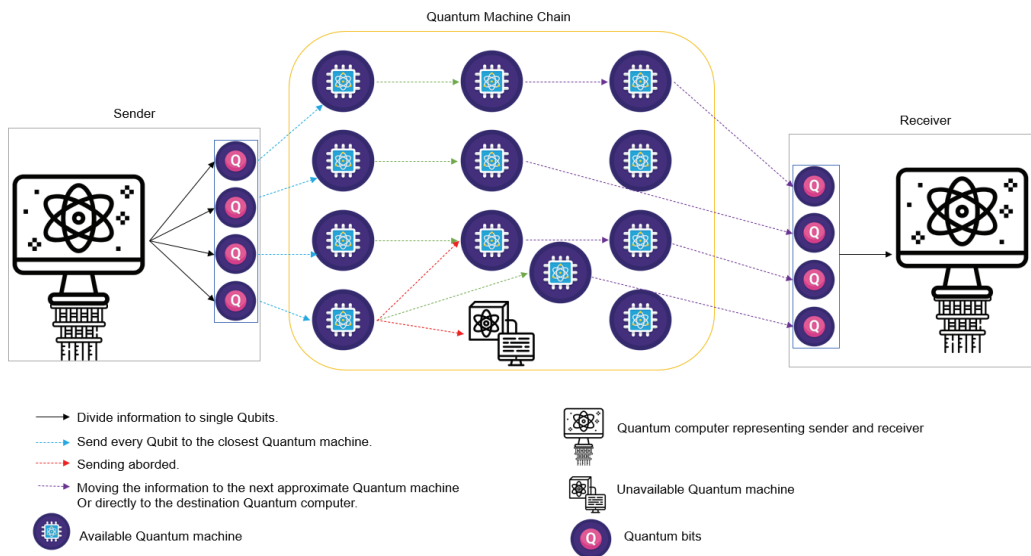 Quantum Machine Chain
Sender
Receiver
Q
Q
Q
Q
Q
Q
Q
Q
Divide information to single Qubits.
Send every Qubit to the closest Quantum machine.
Sending aborded.
Moving the information to the next approximate Quantum machine
Or directly to the destination Quantum computer.
Available Quantum machine
Quantum computer representing sender and receiver
Unavailable Quantum machine
Q
Quantum bits